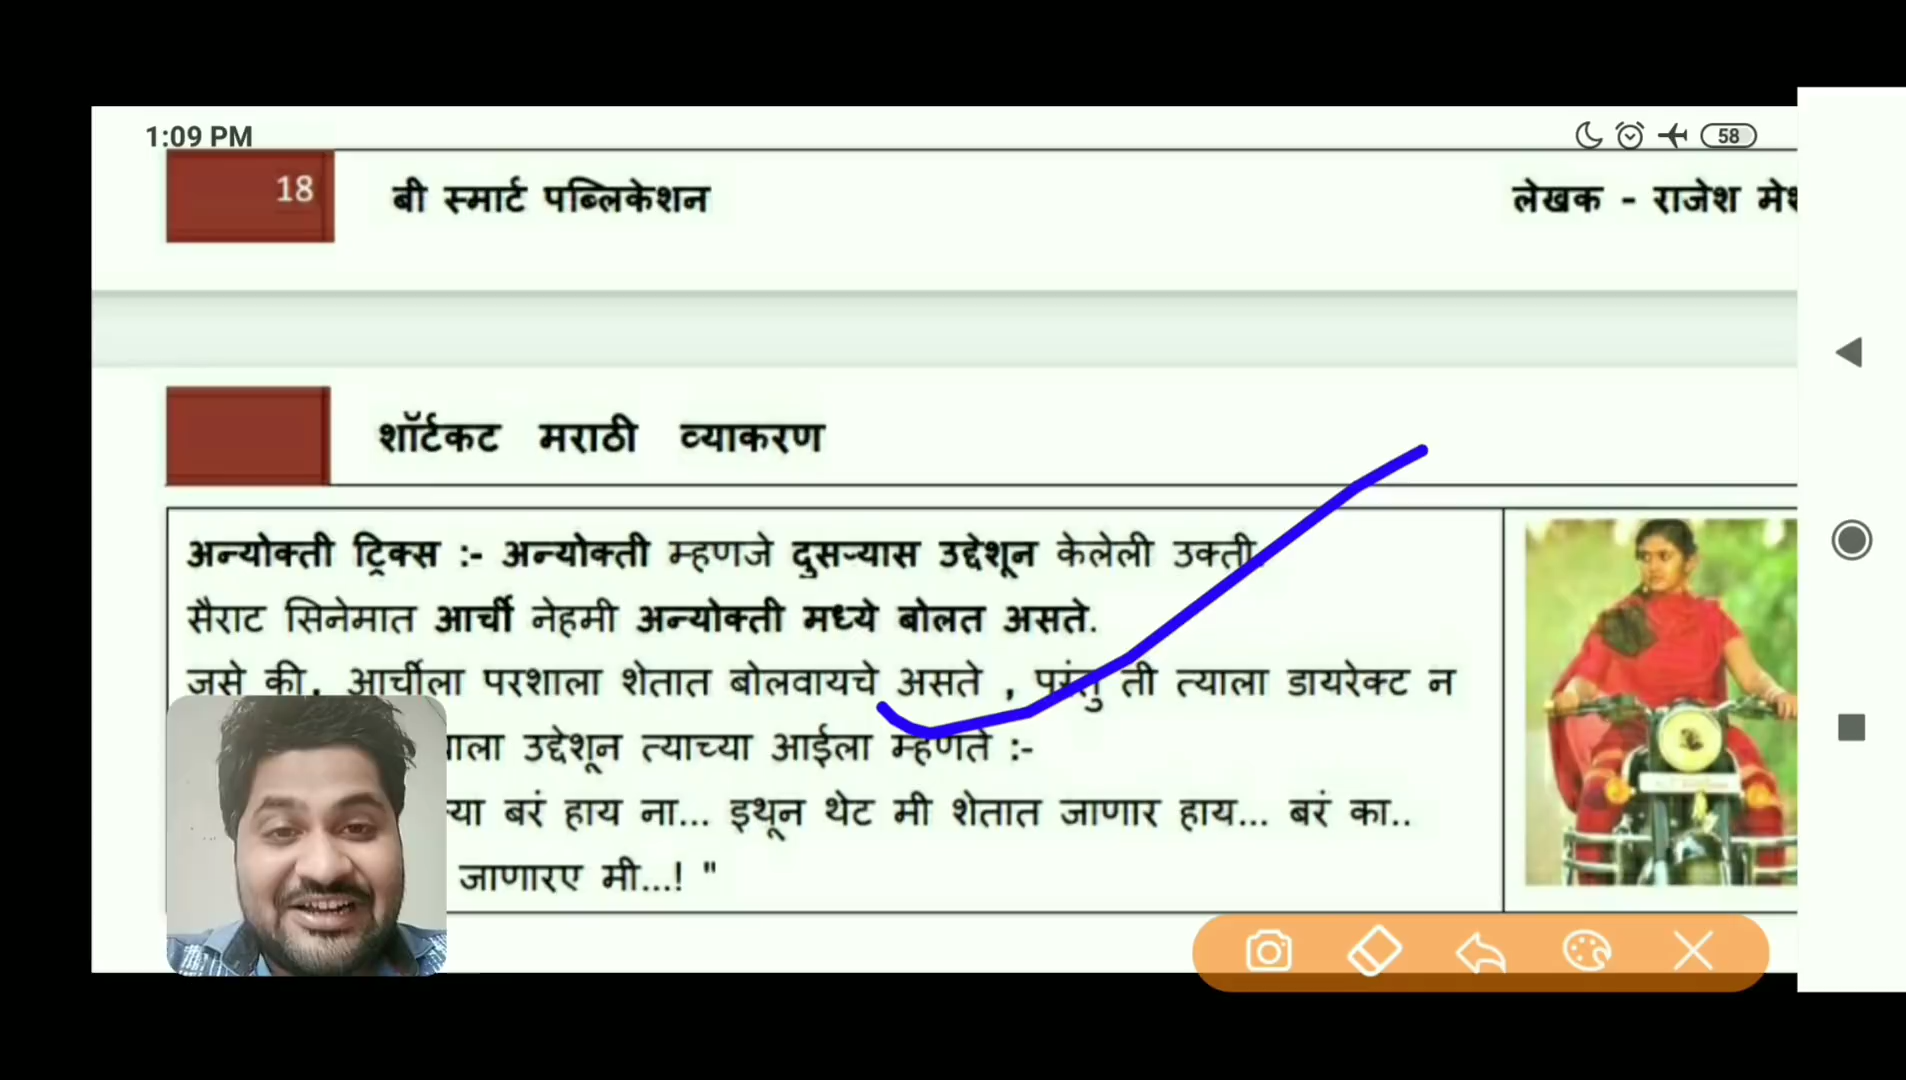 1:09 PM
58
18
बी स्मार्ट पब्लिकेशन
लेखक - राजेश
शॉर्टकट मराठी व्याकरण
अन्योक्ती ट्रिक्स :- अन्योक्ती म्हणजे दुसऱ्यास उद्देशून केलेली उक्ती
सैराट सिनेमात आर्ची नेहमी अन्योक्ती मध्ये बोलत असते.
जसे की, आर्चीला परशाला शेतात बोलवायचे असते , परंतु ती त्याला डायरेक्ट न
उद्देशून त्याच्या आईला म्हणते :-
बरं हाय ना... इथून थेट मी शेतात जाणार हाय... बरं का..
जाणारए मी...! "